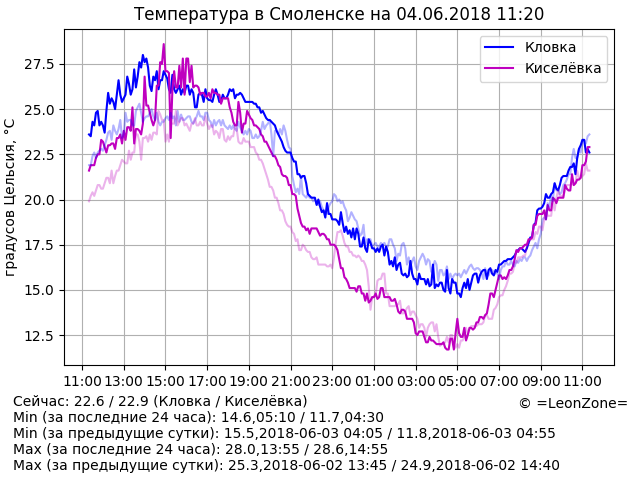 Температура в Смоленске на 04.06.2018 11:20
Кловка
Киселёвка
градусов Цельсия, °C
27.5
25.0
22.5
20.0
17.5
15.0
12.5
11:00 13:00 15:00 17:00 19:00 21:00 23:00 01:00 03:00 05:00 07:00 09:00 11:00
Сейчас: 22.6 / 22.9 (Кловка / Киселёвка)
© =LeonZone=
Min (за последние 24 часа): 14.6,05:10 / 11.7,04:30
Min (за предыдущие сутки): 15.5,2018-06-03 04:05 / 11.8,2018-06-03 04:55
Max (за последние 24 часа): 28.0,13:55 / 28.6,14:55
Max (за предыдущие сутки): 25.3,2018-06-02 13:45 / 24.9,2018-06-02 14:40